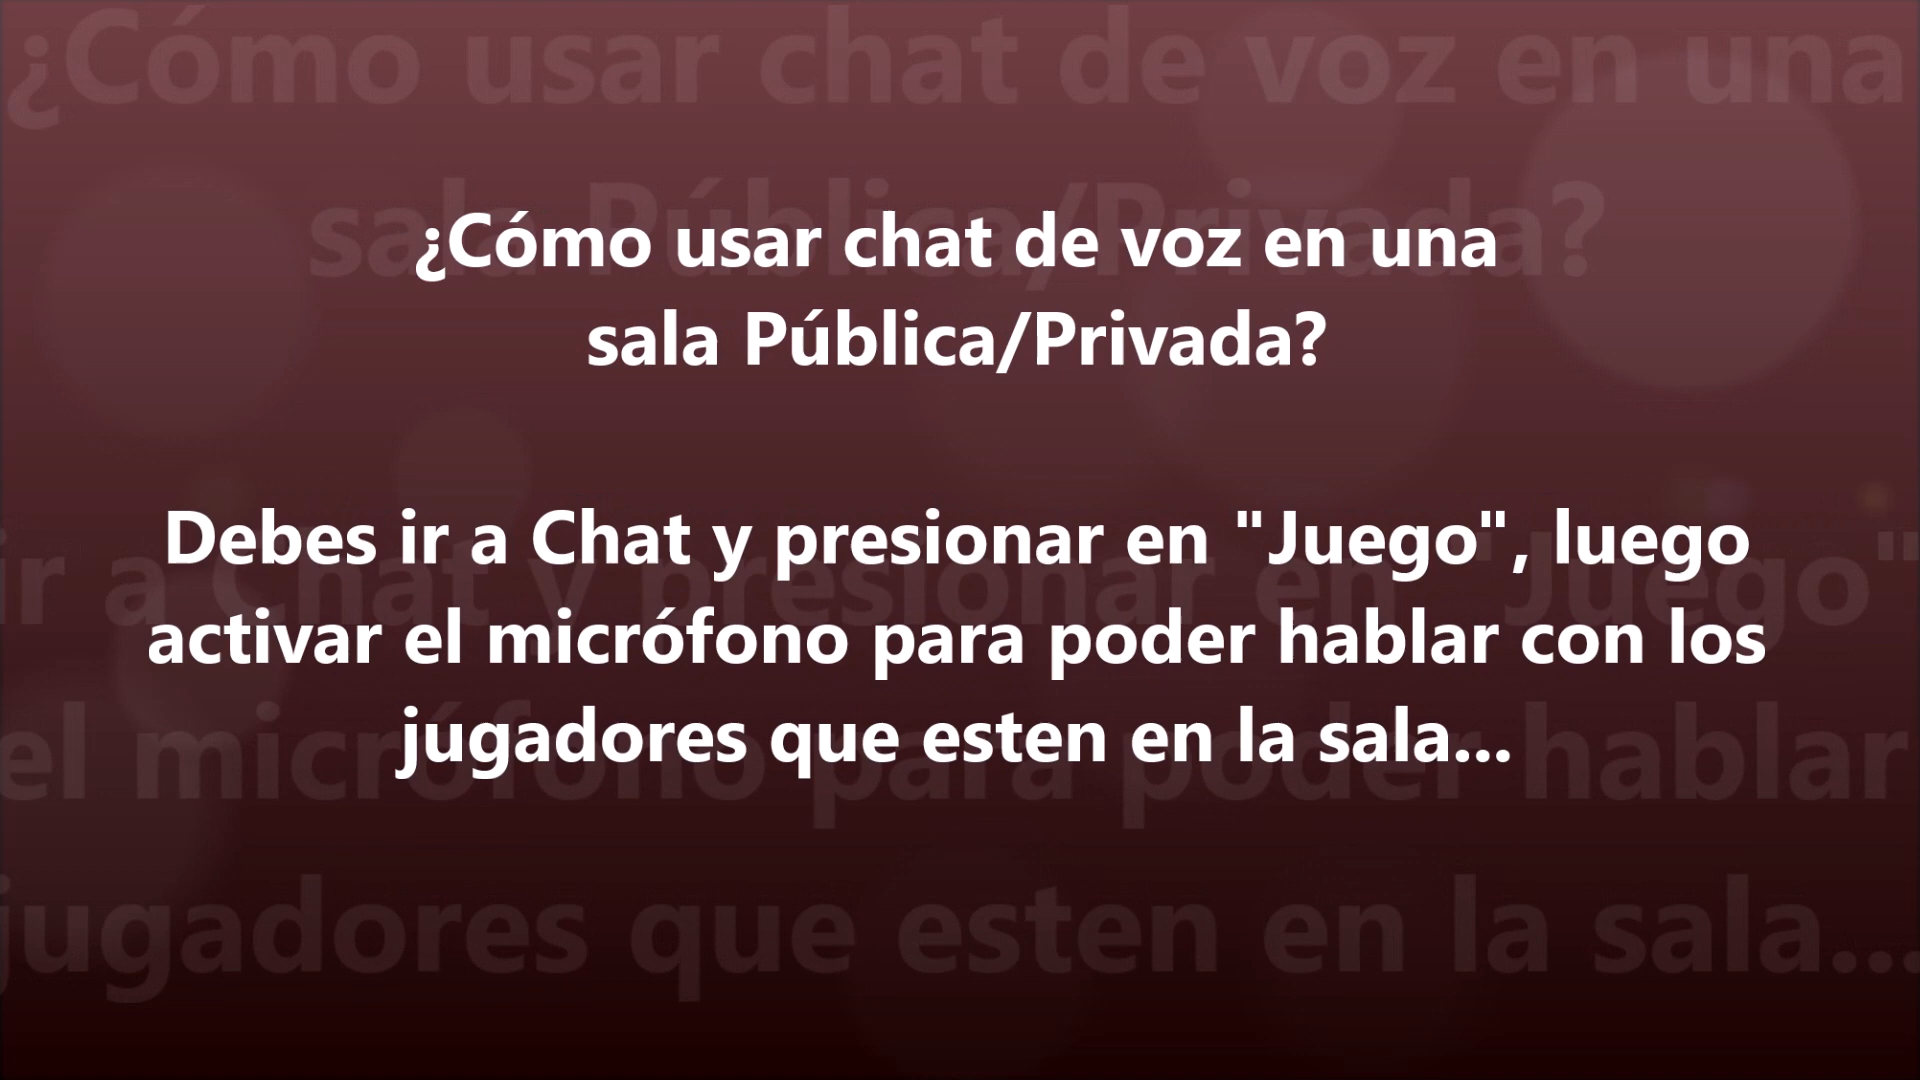 ¿Cómo usar chat de voz en una
sala Pública/Privada?
Debes ir a Chat y presionar en "Juego", luego
activar el micrófono para poder hablar con los
jugadores que esten en la sala...